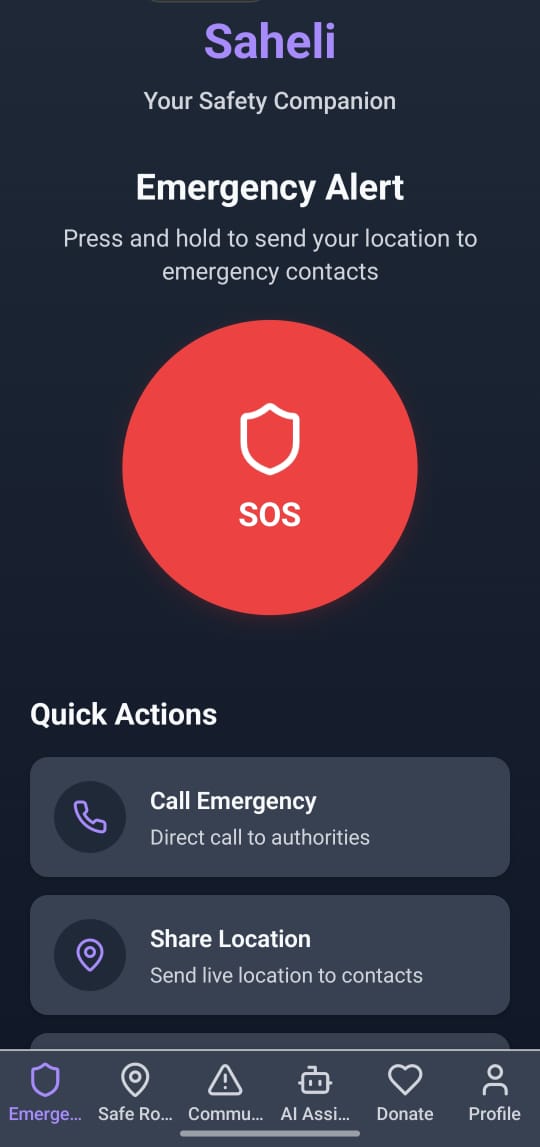 Saheli
Your Safety Companion
Emergency Alert
Press and hold to send your location to
emergency contacts
SOS
Quick Actions
Call Emergency
Direct call to authorities
Share Location
Send live location to contacts
Emerge...
Safe Ro...
Commu...
AI Assi...
Donate
Profile